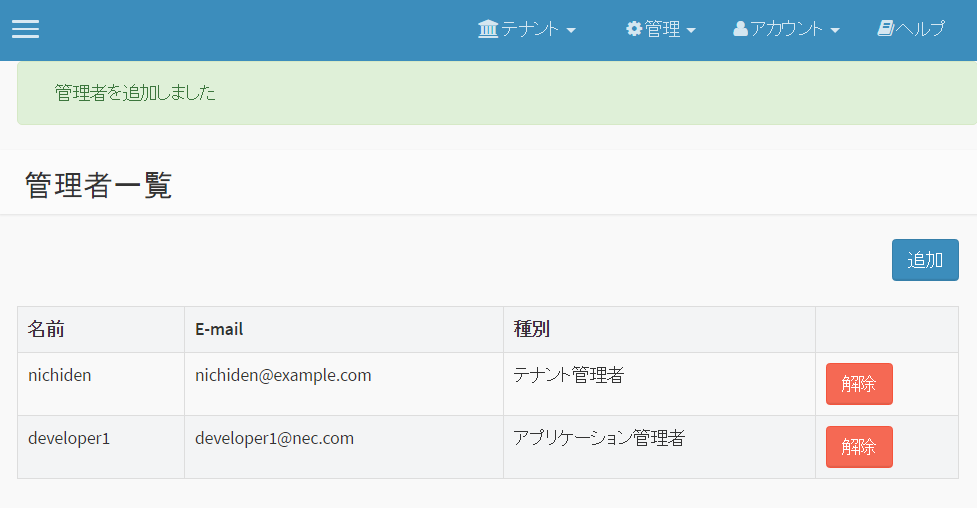 テナント 管理 アカウント ヘルプ
管理者を追加しました
管理者一覧
追加
名前 E-mail 種別
nichiden nichiden@example.com テナント管理者 解除
developer1 developer1@nec.com アプリケーション管理者 解除